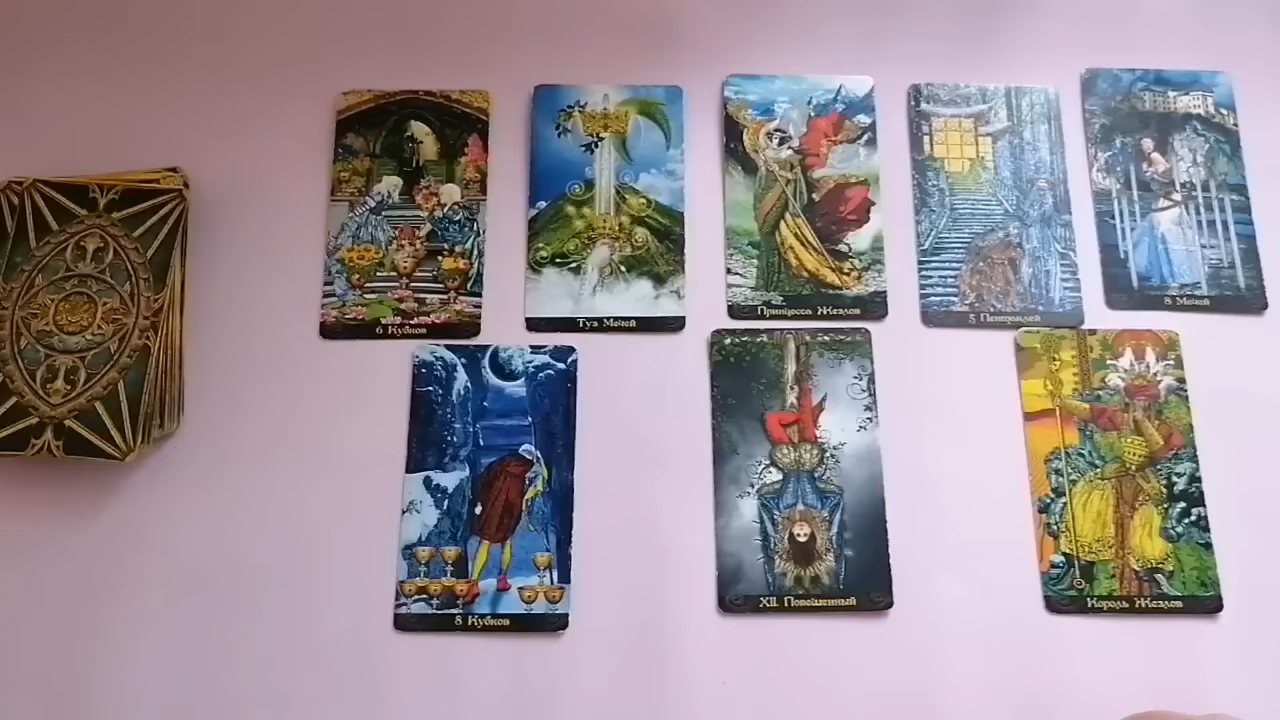 6 Кубков
Туз Мечей
Принцесса Жезлов
5 Пентаклей
8 Мечей
8 Кубков
XII. Повешенный
Король Жезлов